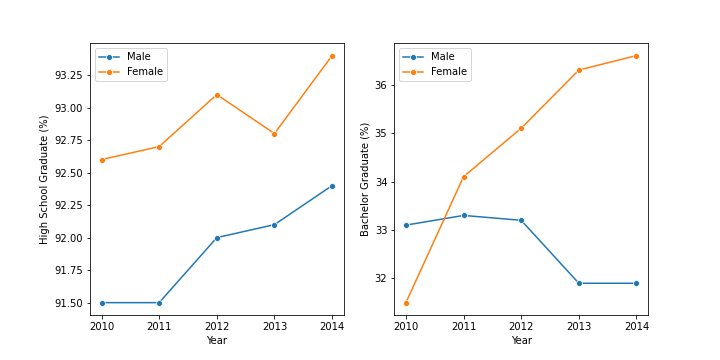 Male
Female
High School Graduate (%)
93.25
93.00
92.75
92.50
92.25
92.00
91.75
91.50
2010 2011 2012 2013 2014
Year
Male
Female
Bachelor Graduate (%)
36
35
34
33
32
2010 2011 2012 2013 2014
Year